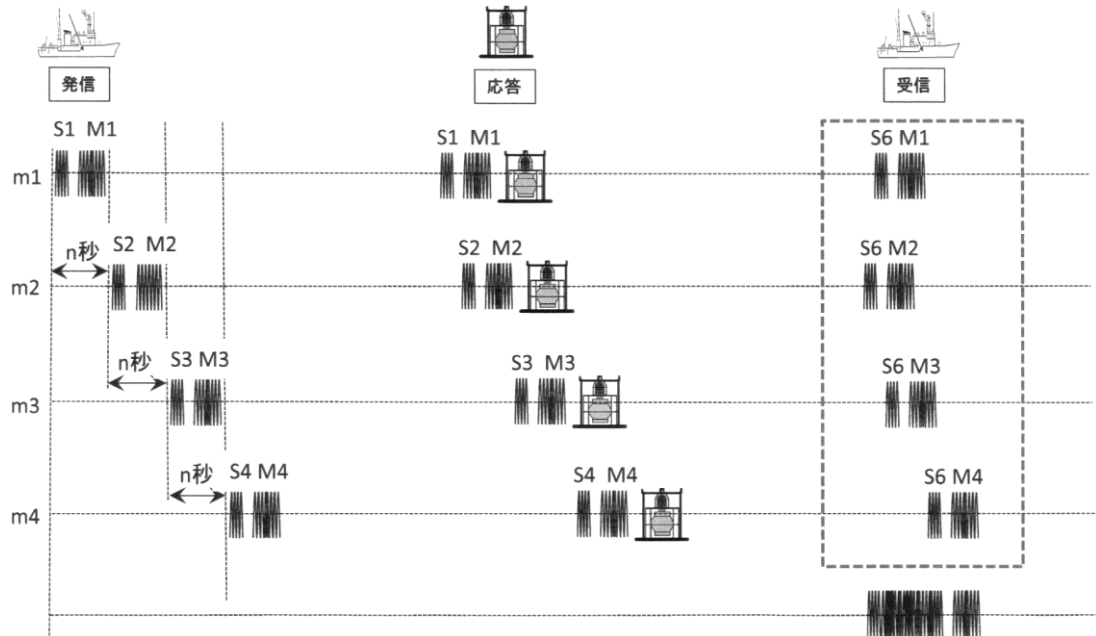 発信
応答
受信
S1 M1
S1 M1
S6 M1
m1
n秒
S2 M2
S2 M2
S6 M2
m2
n秒
S3 M3
S3 M3
S6 M3
m3
n秒
S4 M4
S4 M4
S6 M4
m4